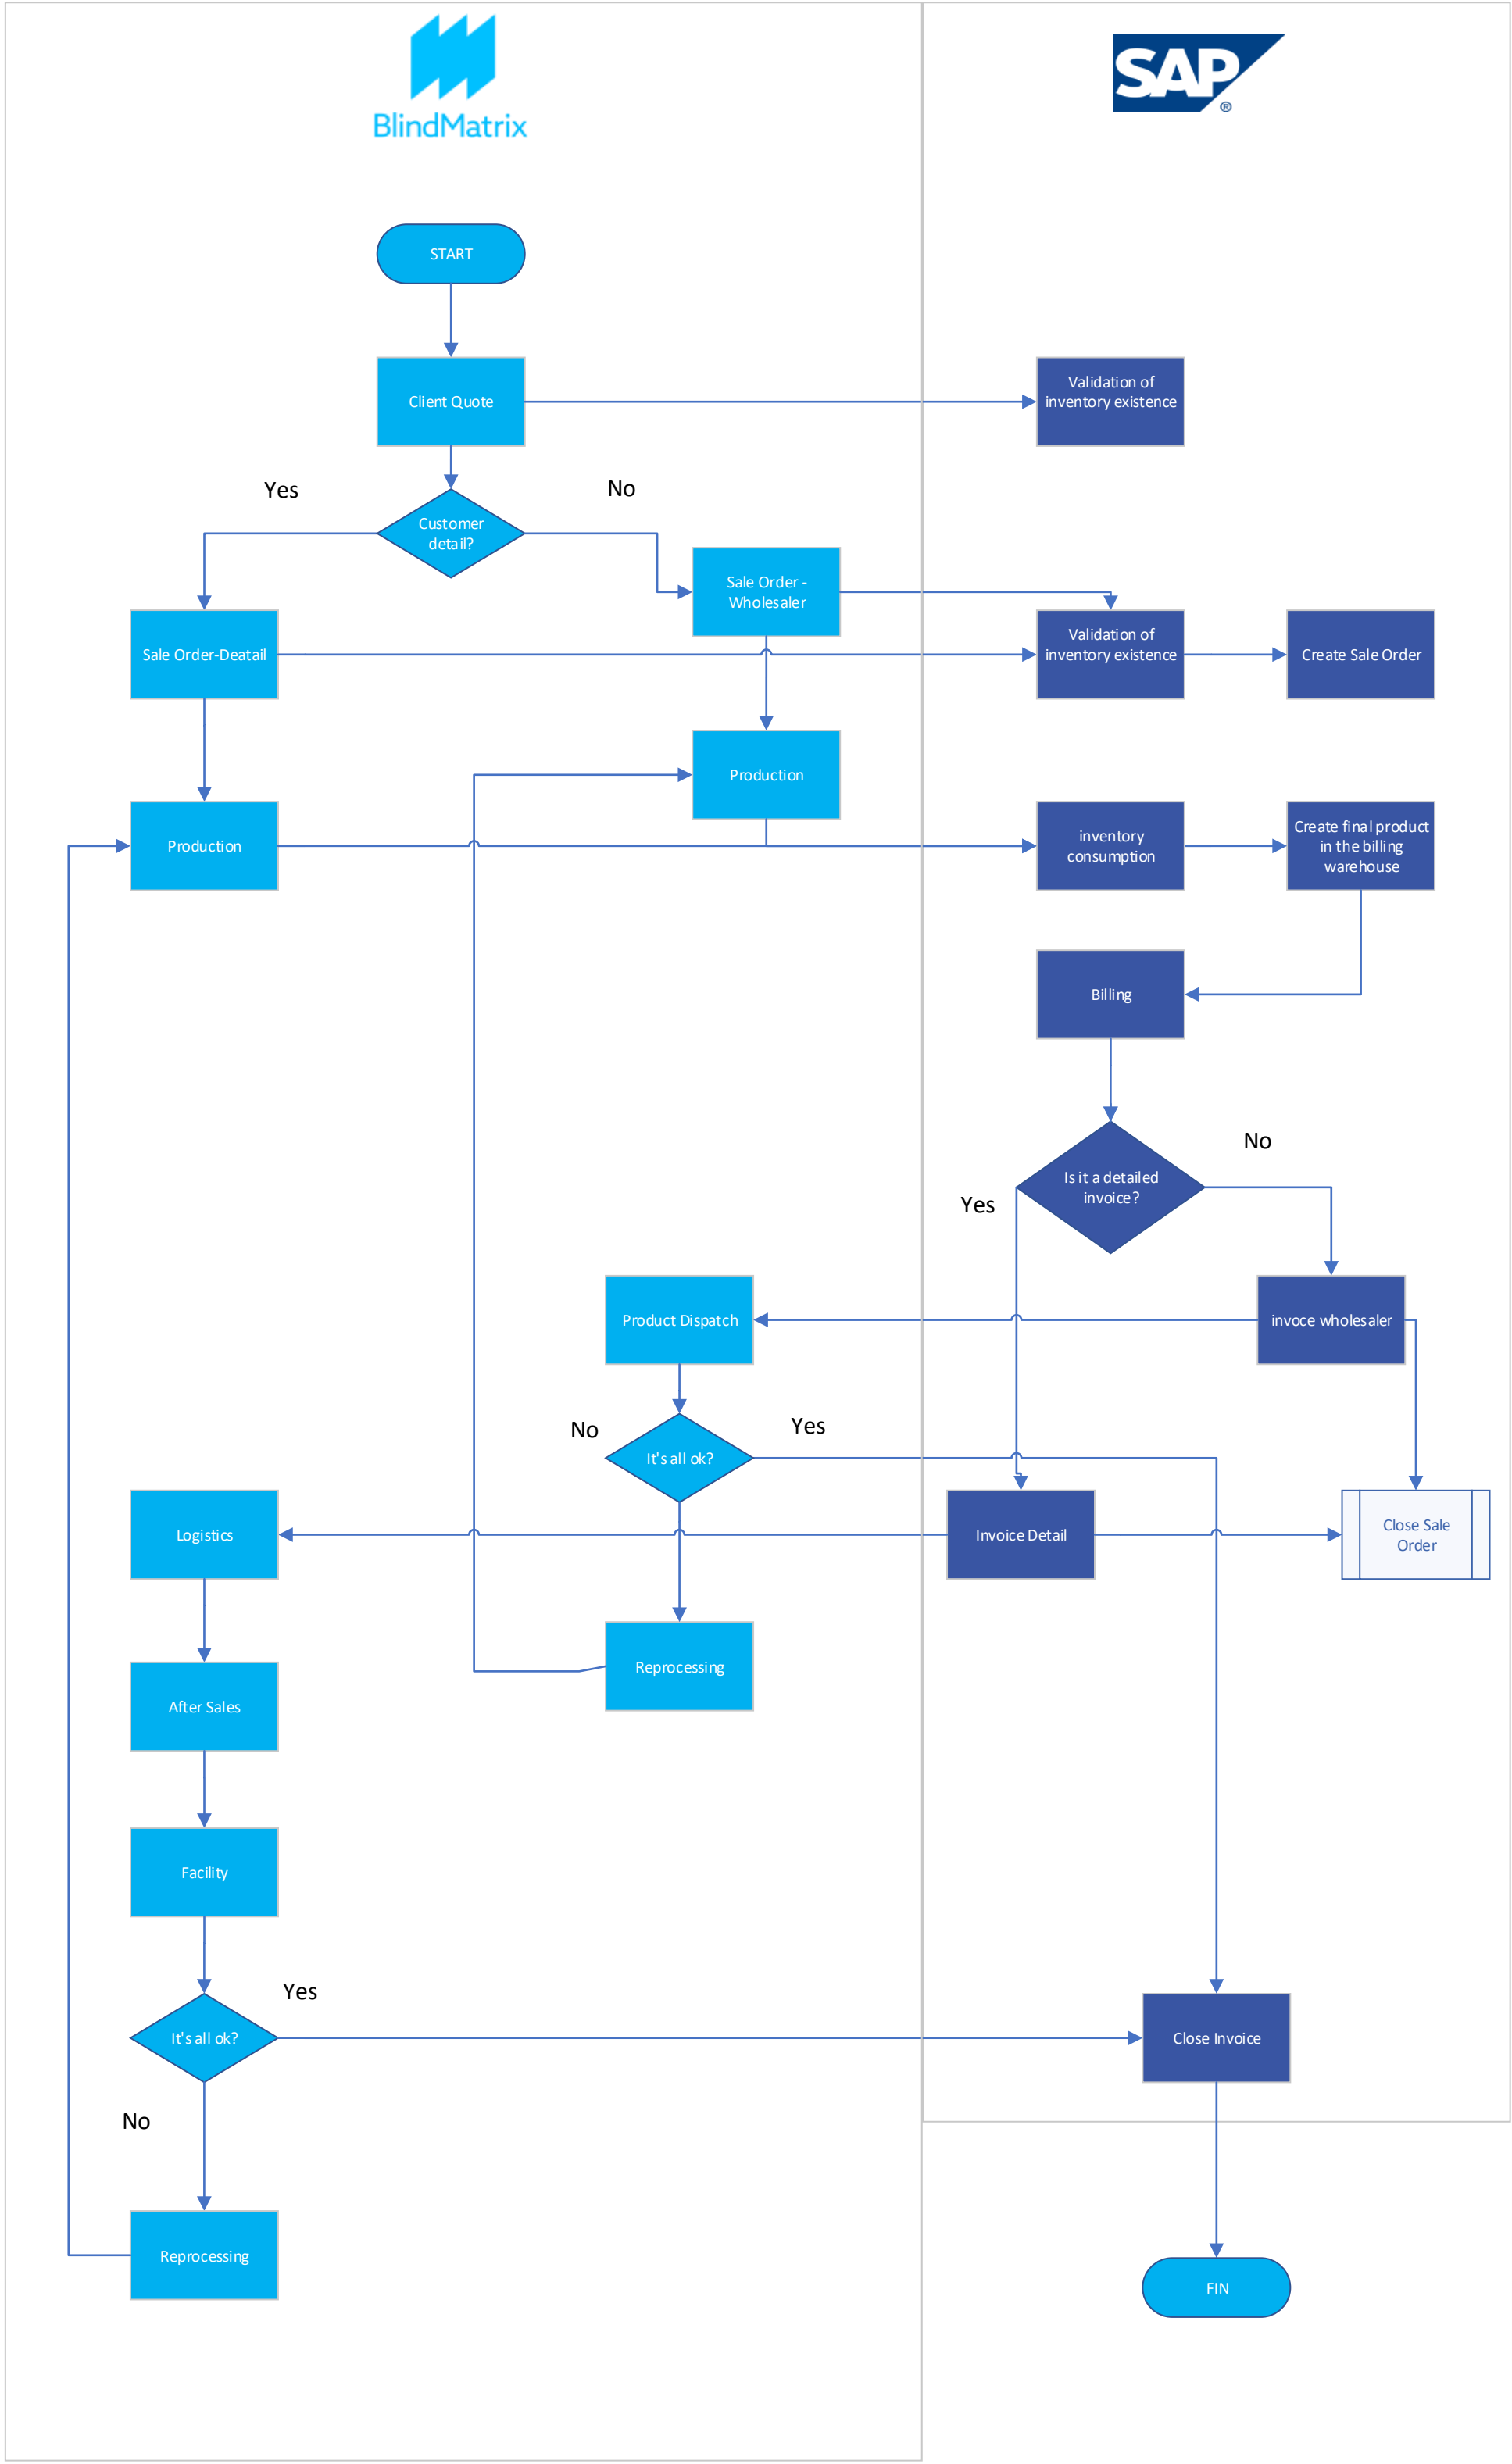 BlindMatrix
SAP
®
START
Client Quote
Validation of
inventory existence
Yes
No
Customer
detail?
Sale Order -
Wholesaler
Sale Order-Deatail
Validation of
inventory existence
Create Sale Order
Production
Production
inventory
consumption
Create final product
in the billing
warehouse
Billing
No
Is it a detailed
invoice?
Yes
Product Dispatch
invoce wholesaler
No
Yes
It's all ok?
Logistics
Invoice Detail
Close Sale
Order
Reprocessing
After Sales
Facility
Yes
It's all ok?
Close Invoice
No
Reprocessing
FIN